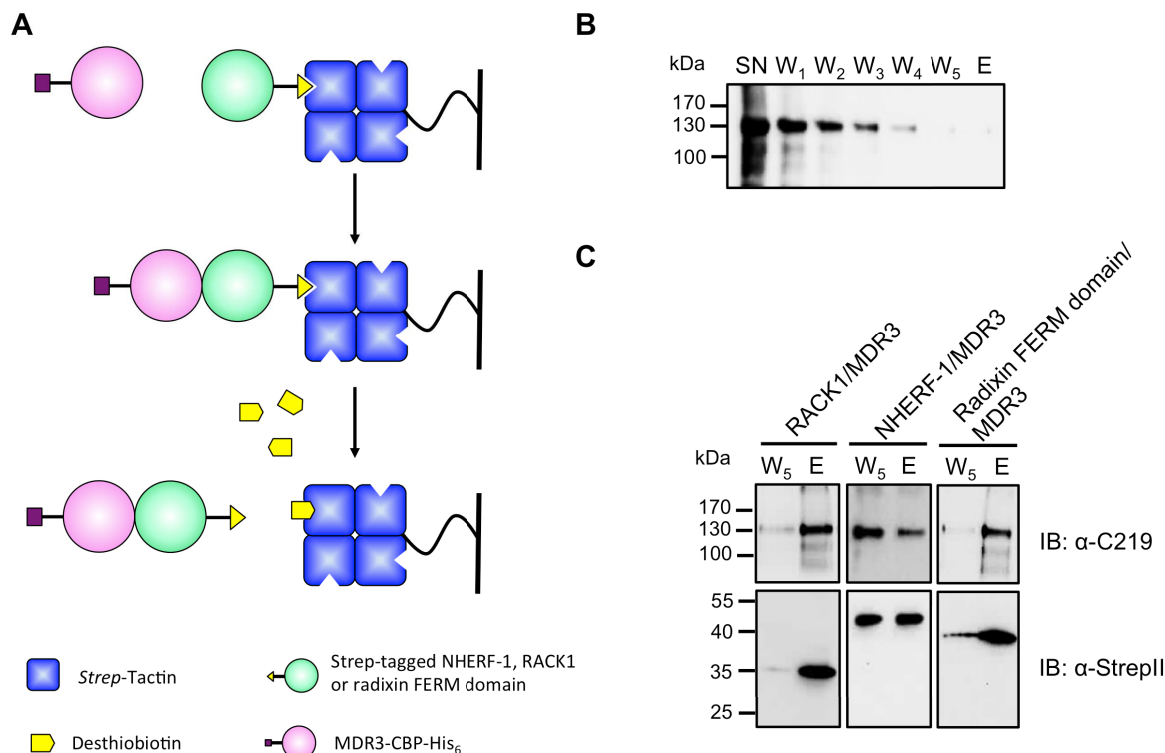 A
Strep-Tactin
Strep-tagged NHERF-1, RACK1
or radixin FERM domain
Desthiobiotin
MDR3-CBP-His6
B
kDa
SN W1 W2 W3 W4 W5 E
170
130
100
C
RACK1/MDR3
NHERF-1/MDR3
Radixin FERM domain/
MDR3
kDa
W5 E W5 E W5 E
170
130
100
IB: α-C219
55
40
35
25
IB: α-StrepII